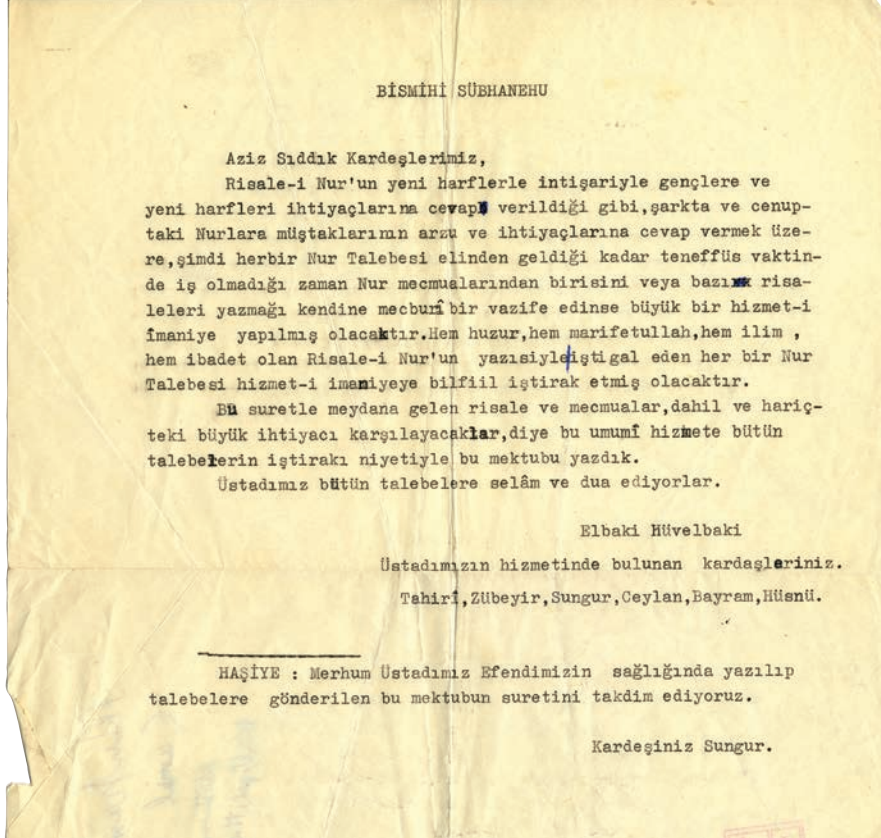 BİSMİHİ SÜBHANEHU
Aziz Sıddık Kardeşlerimiz,
Risale-i Nur'un yeni harflerle intişariyle gençlere ve
yeni harfleri ihtiyaçlarına cevap verildiği gibi,şarkta ve cenup-
taki Nurlara müştaklarının arzu ve ihtiyaçlarına cevap vermek üze-
re,şimdi herbir Nur Talebesi elinden geldiği kadar teneffüs vaktin-
de iş olmadığı zaman Nur mecmualarından birisini veya bazı risa-
leleri yazmağı kendine mecburî bir vazife edinse büyük bir hizmet-i
îmaniye yapılmış olacaktır.Hem huzur,hem marifetullah,hem ilim ,
hem ibadet olan Risale-i Nur'un yazısiyle iştigal eden her bir Nur
Talebesi hizmet-i imaniyeye bilfiil iştirak etmiş olacaktır.
Bu suretle meydana gelen risale ve mecmualar,dahil ve hariç-
teki büyük ihtiyacı karşılayacaklar,diye bu umumî hizmete bütün
talebelerin iştirakı niyetiyle bu mektubu yazdık.
Üstadımız bütün talebelere selâm ve dua ediyorlar.
Elbaki Hüvelbaki
Üstadımızın hizmetinde bulunan kardaşlarınız.
Tahirî,Zübeyir,Sungur,Ceylan,Bayram,Hüsnü.
HAŞİYE : Merhum Üstadımız Efendimizin sağlığında yazılıp
talebelere gönderilen bu mektubun suretini takdim ediyoruz.
Kardeşiniz Sungur.